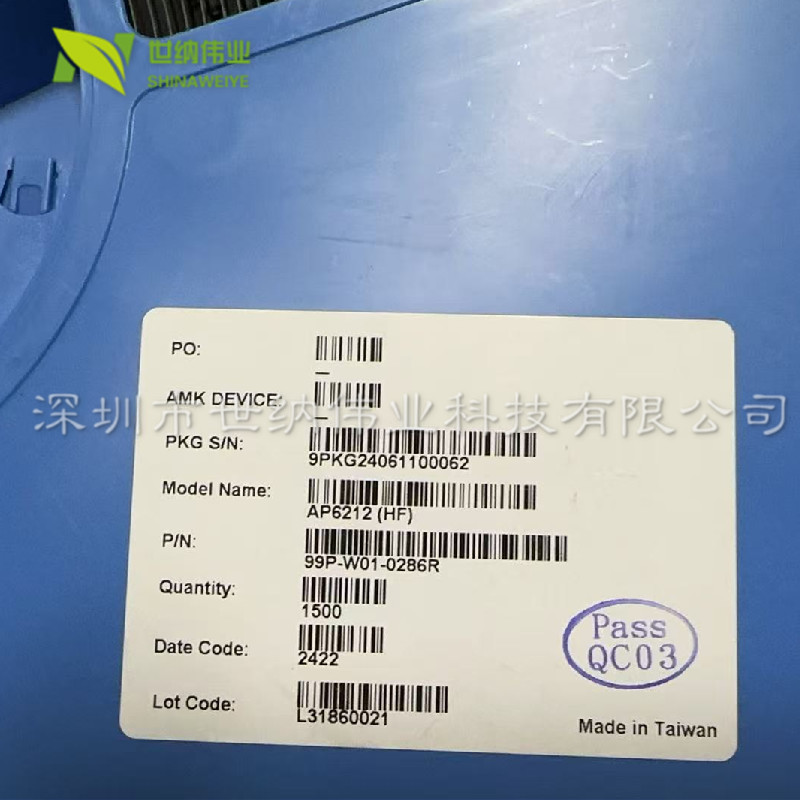 世纳伟业
SHINAWEIYE
PO:
AMK DEVICE:
深圳市世纳伟业科技有限公司
PKG S/N:
9PKG24061100062
Model Name:
AP6212 (HF)
P/N:
99P-W01-0286R
Quantity:
1500
Date Code:
2422
Lot Code:
L31860021
Pass
QC03
Made in Taiwan